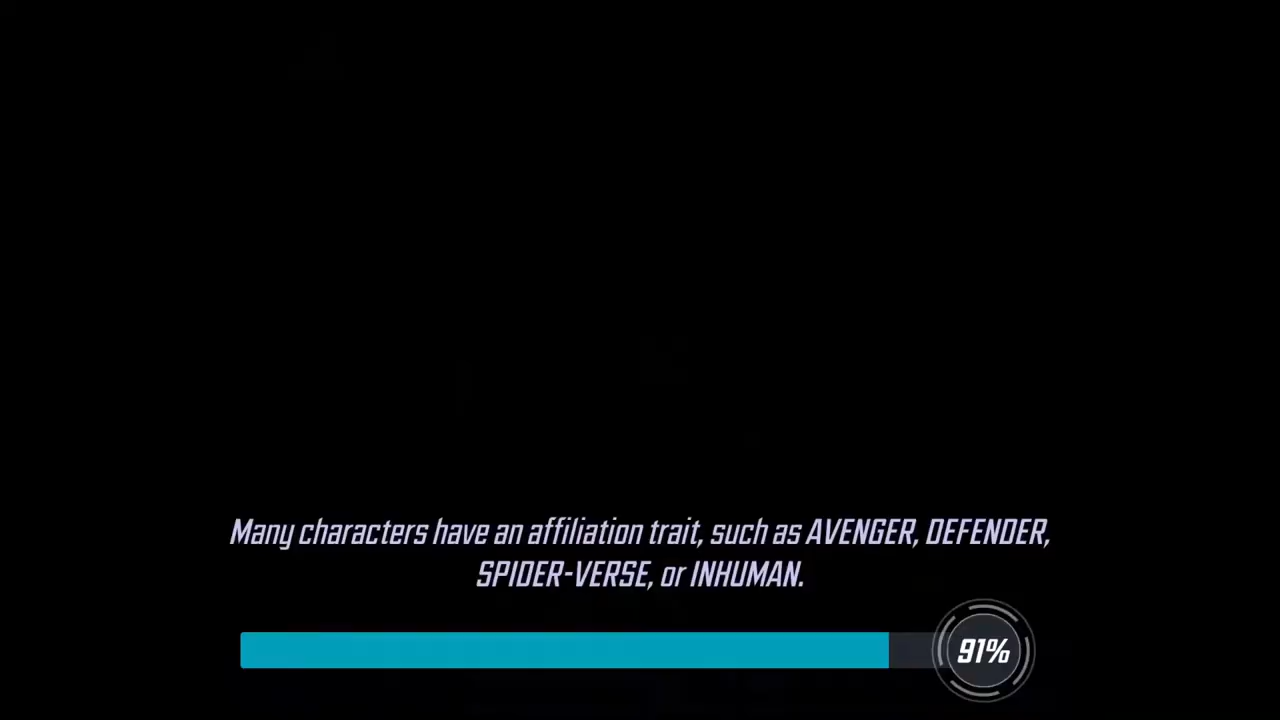 Many characters have an affiliation trait, such as AVENGER, DEFENDER,
SPIDER-VERSE, or INHUMAN.
91%